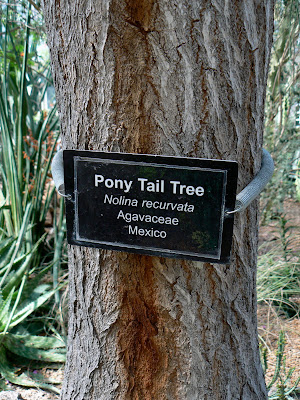 Pony Tail Tree
Nolina recurvata
Agavaceae
Mexico